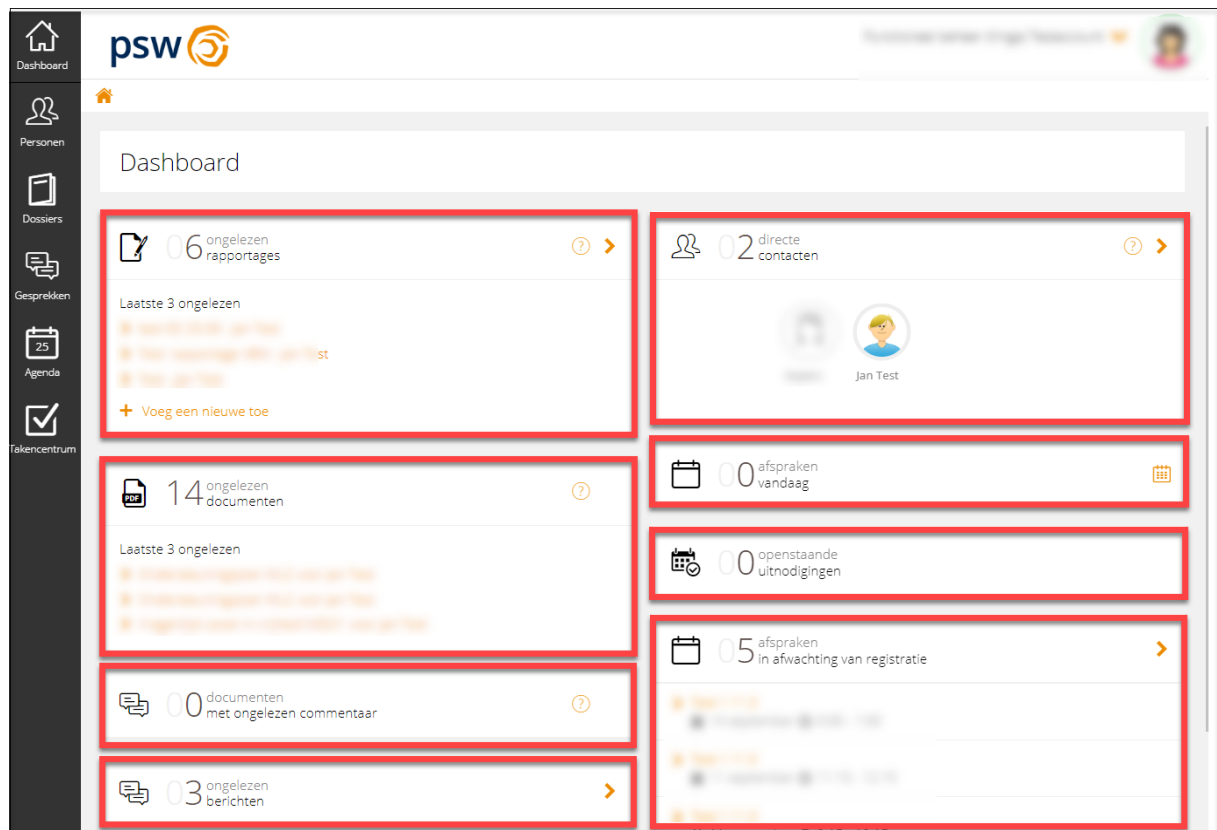 Dashboard
Personen
Dossiers
Gesprekken
25
Agenda
Takencentrum
psw
Dashboard
06 ongelezen
rapportages
?
Laatste 3 ongelezen
st
+ Voeg een nieuwe toe
14 ongelezen
documenten
?
PDF
Laatste 3 ongelezen
00 documenten
met ongelezen commentaar
?
03 ongelezen
berichten
02 directe
contacten
?
Jan Test
00 afspraken
vandaag
00 openstaande
uitnodigingen
05 afspraken
in afwachting van registratie